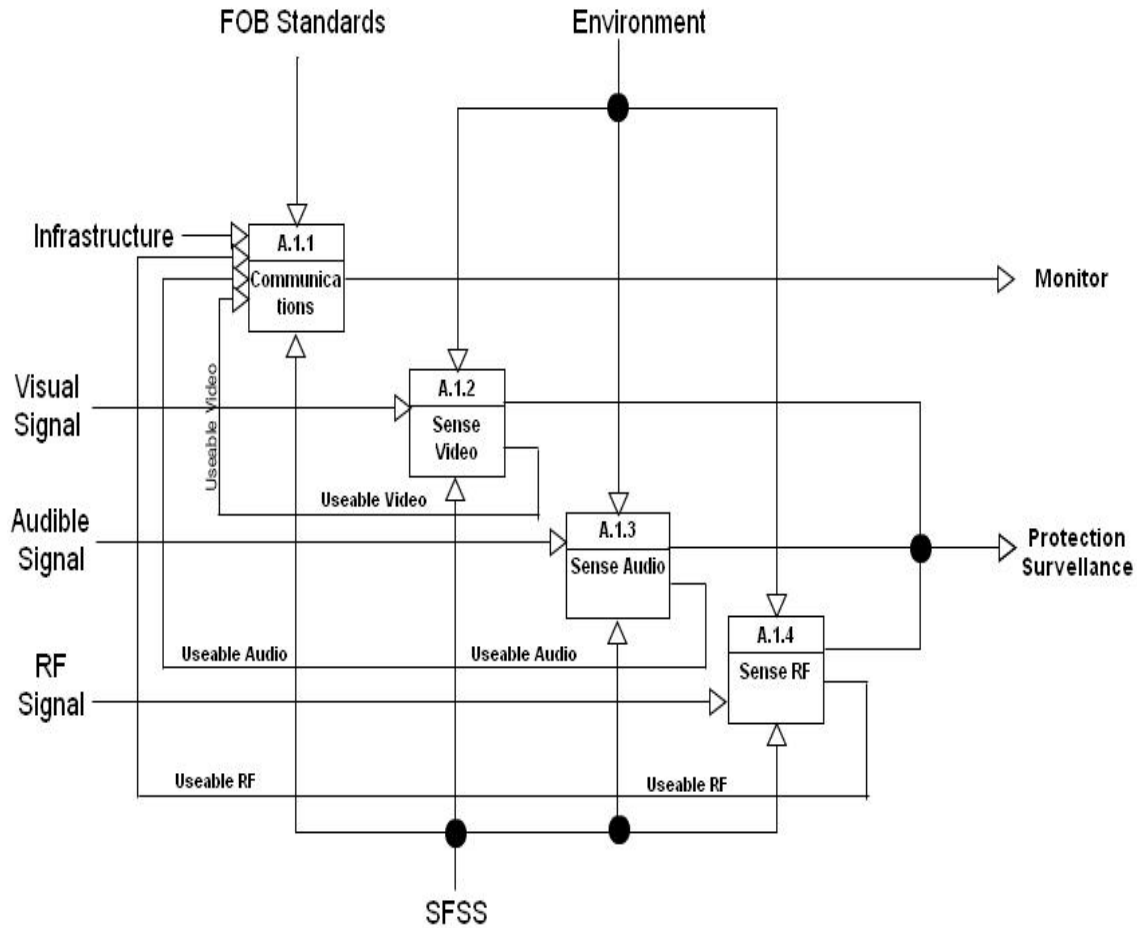 FOB Standards
Environment
Infrastructure
A.1.1
Communica
tions
Monitor
Visual
Signal
A.1.2
Sense
Video
Useable Video
Useable Video
Audible
Signal
A.1.3
Sense Audio
Protection
Survellance
A.1.4
Sense RF
Useable Audio
Useable Audio
RF
Signal
Useable RF
Useable RF
SFSS